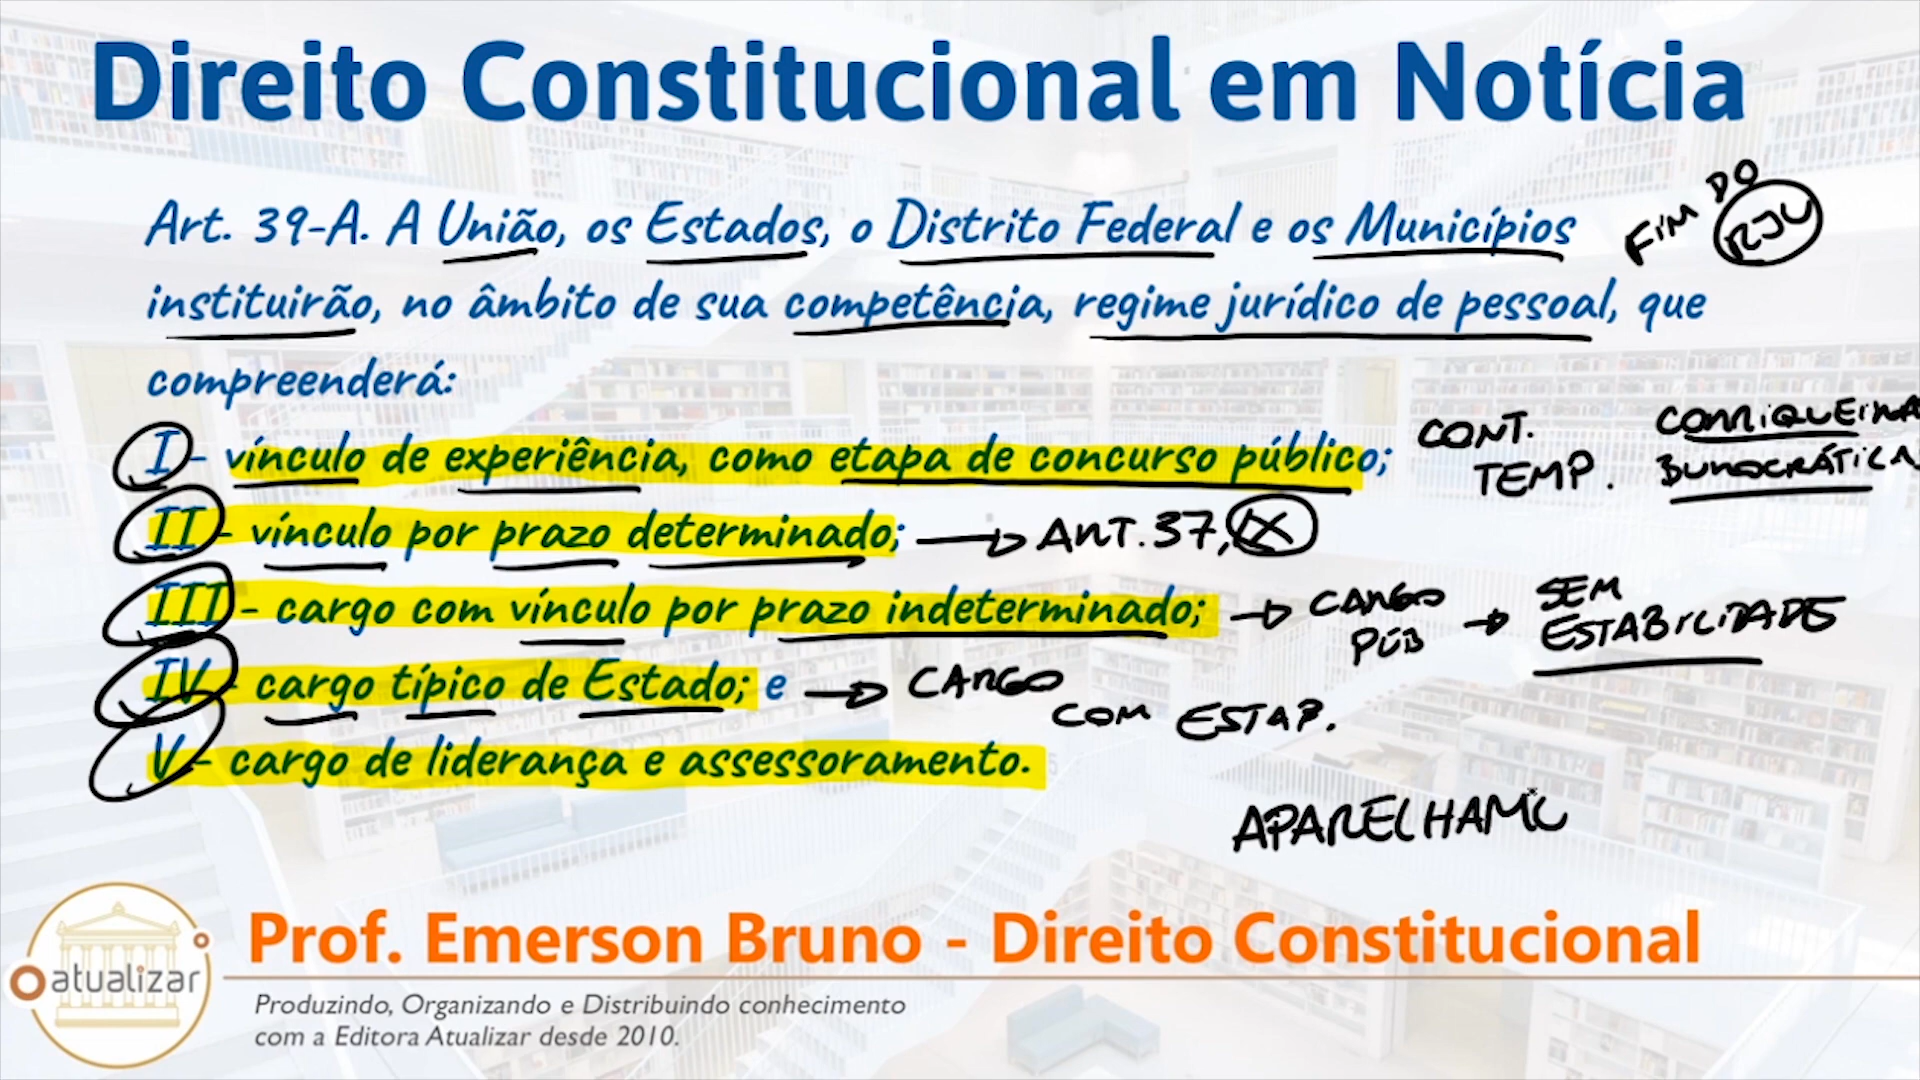 Direito Constitucional em Notícia
FIM DO
RJU
Art. 39-A. A União, os Estados, o Distrito Federal e os Municípios
instituirão, no âmbito de sua competência, regime jurídico de pessoal, que
compreenderá:
I - vínculo de experiência, como etapa de concurso público;
CONT.
TEMP.
CORRIQUEIRA
BUROCRÁTICA
II - vínculo por prazo determinado; → ART. 37, IX
III - cargo com vínculo por prazo indeterminado; → CARGO
PÚB → SEM
ESTABILIDADE
IV - cargo típico de Estado; e → CARGO
COM ESTAB.
V - cargo de liderança e assessoramento.
APARELHAM
Prof. Emerson Bruno - Direito Constitucional
atualizar
Produzindo, Organizando e Distribuindo conhecimento
com a Editora Atualizar desde 2010.